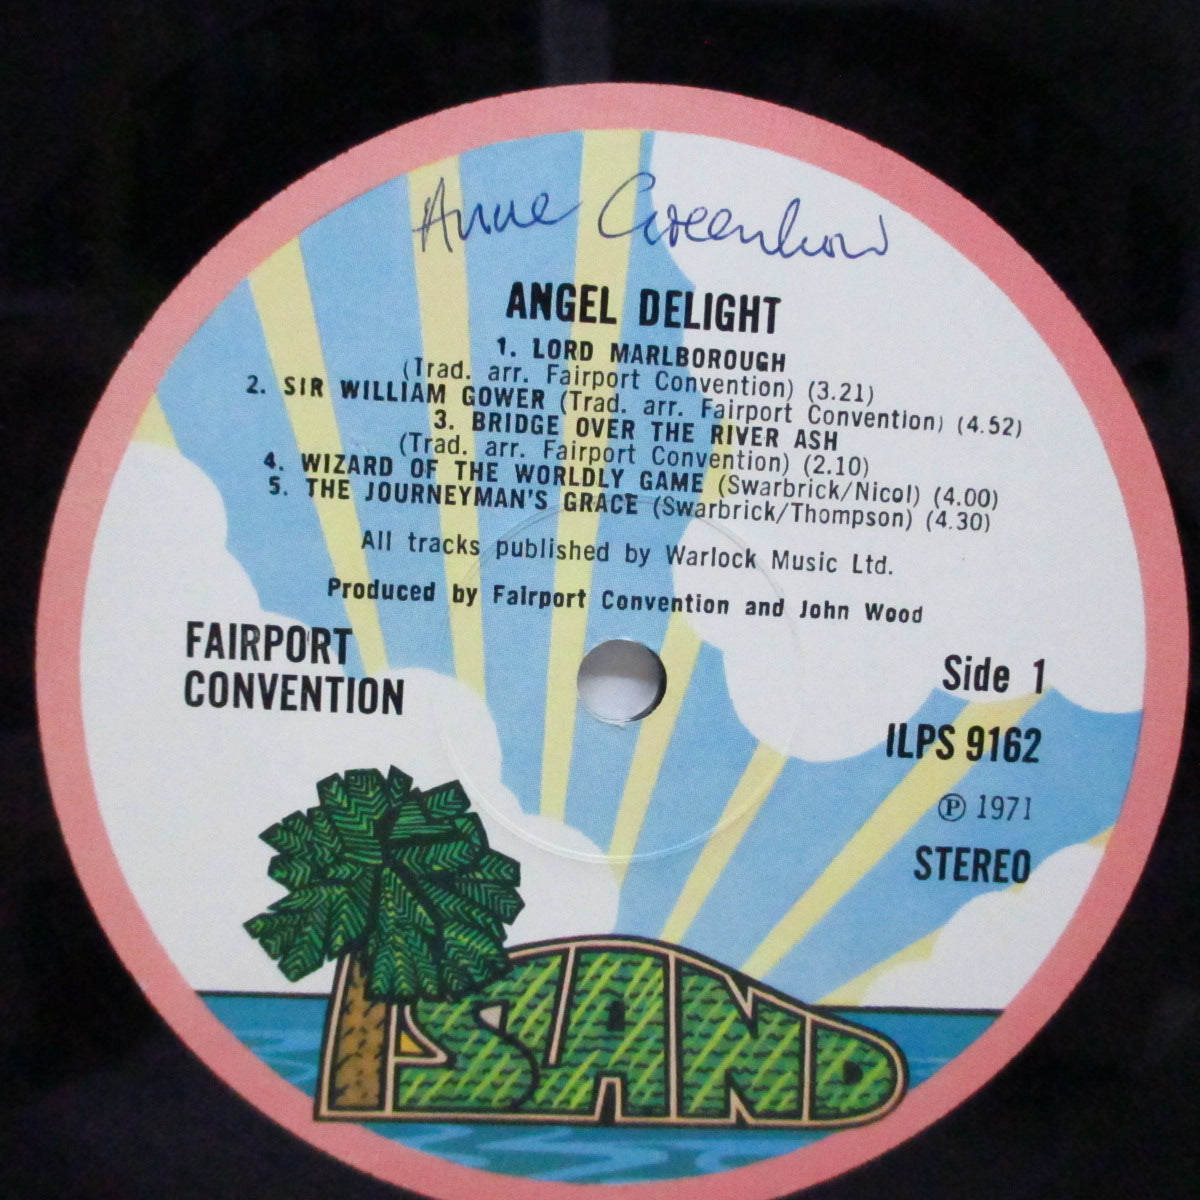 Anne Greenhow
ANGEL DELIGHT
1. LORD MARLBOROUGH
(Trad. arr. Fairport Convention) (3.21)
2. SIR WILLIAM GOWER (Trad. arr. Fairport Convention) (4.52)
3. BRIDGE OVER THE RIVER ASH
(Trad. arr. Fairport Convention) (2.10)
4. WIZARD OF THE WORLDLY GAME (Swarbrick/Nicol) (4.00)
5. THE JOURNEYMAN'S GRACE (Swarbrick/Thompson) (4.30)
All tracks published by Warlock Music Ltd.
Produced by Fairport Convention and John Wood
FAIRPORT
CONVENTION
Side 1
ILPS 9162
℗ 1971
STEREO
ISLAND